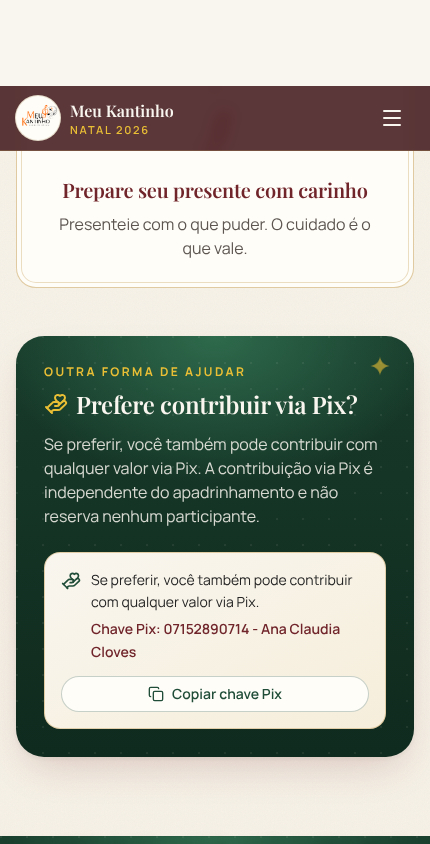 Meu Kantinho
Meu Kantinho
NATAL 2026
Prepare seu presente com carinho
Presenteie com o que puder. O cuidado é o
que vale.
OUTRA FORMA DE AJUDAR
Prefere contribuir via Pix?
Se preferir, você também pode contribuir com
qualquer valor via Pix. A contribuição via Pix é
independente do apadrinhamento e não
reserva nenhum participante.
Se preferir, você também pode contribuir
com qualquer valor via Pix.
Chave Pix: 07152890714 - Ana Claudia
Cloves
Copiar chave Pix